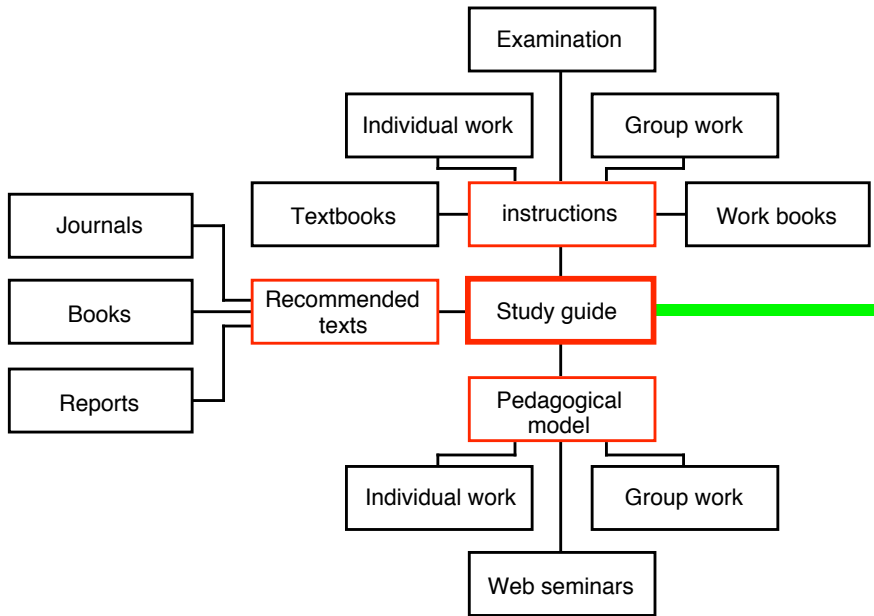 Examination
Individual work
Group work
Textbooks
instructions
Work books
Journals
Books
Recommended
texts
Study guide
Reports
Pedagogical
model
Individual work
Group work
Web seminars